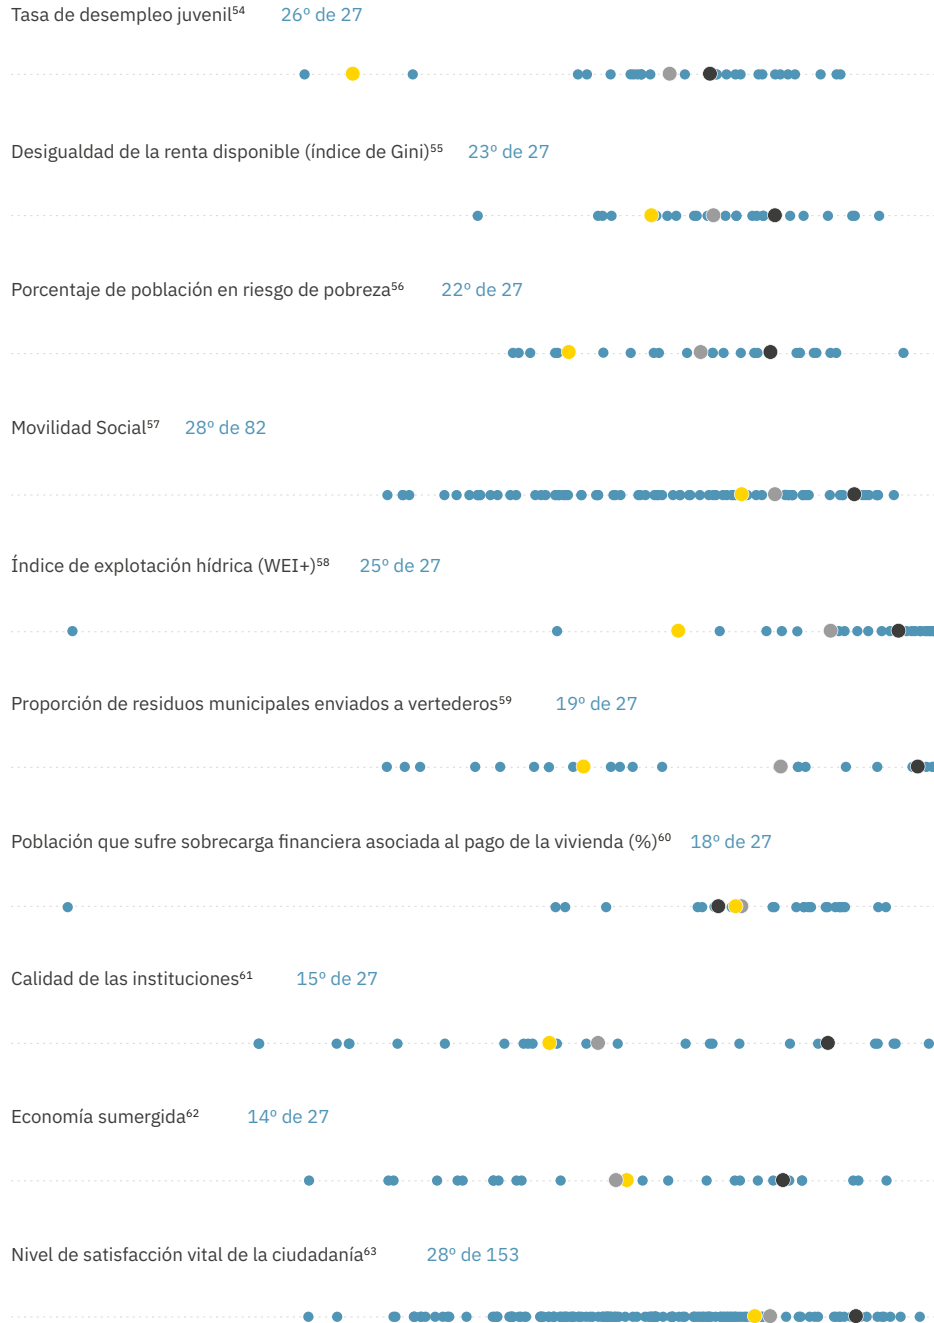 Tasa de desempleo juvenil⁵⁴ 26º de 27
Desigualdad de la renta disponible (índice de Gini)⁵⁵ 23º de 27
Porcentaje de población en riesgo de pobreza⁵⁶ 22º de 27
Movilidad Social⁵⁷ 28º de 82
Índice de explotación hídrica (WEI+)⁵⁸ 25º de 27
Proporción de residuos municipales enviados a vertederos⁵⁹ 19º de 27
Población que sufre sobrecarga financiera asociada al pago de la vivienda (%)⁶⁰ 18º de 27
Calidad de las instituciones⁶¹ 15º de 27
Economía sumergida⁶² 14º de 27
Nivel de satisfacción vital de la ciudadanía⁶³ 28º de 153